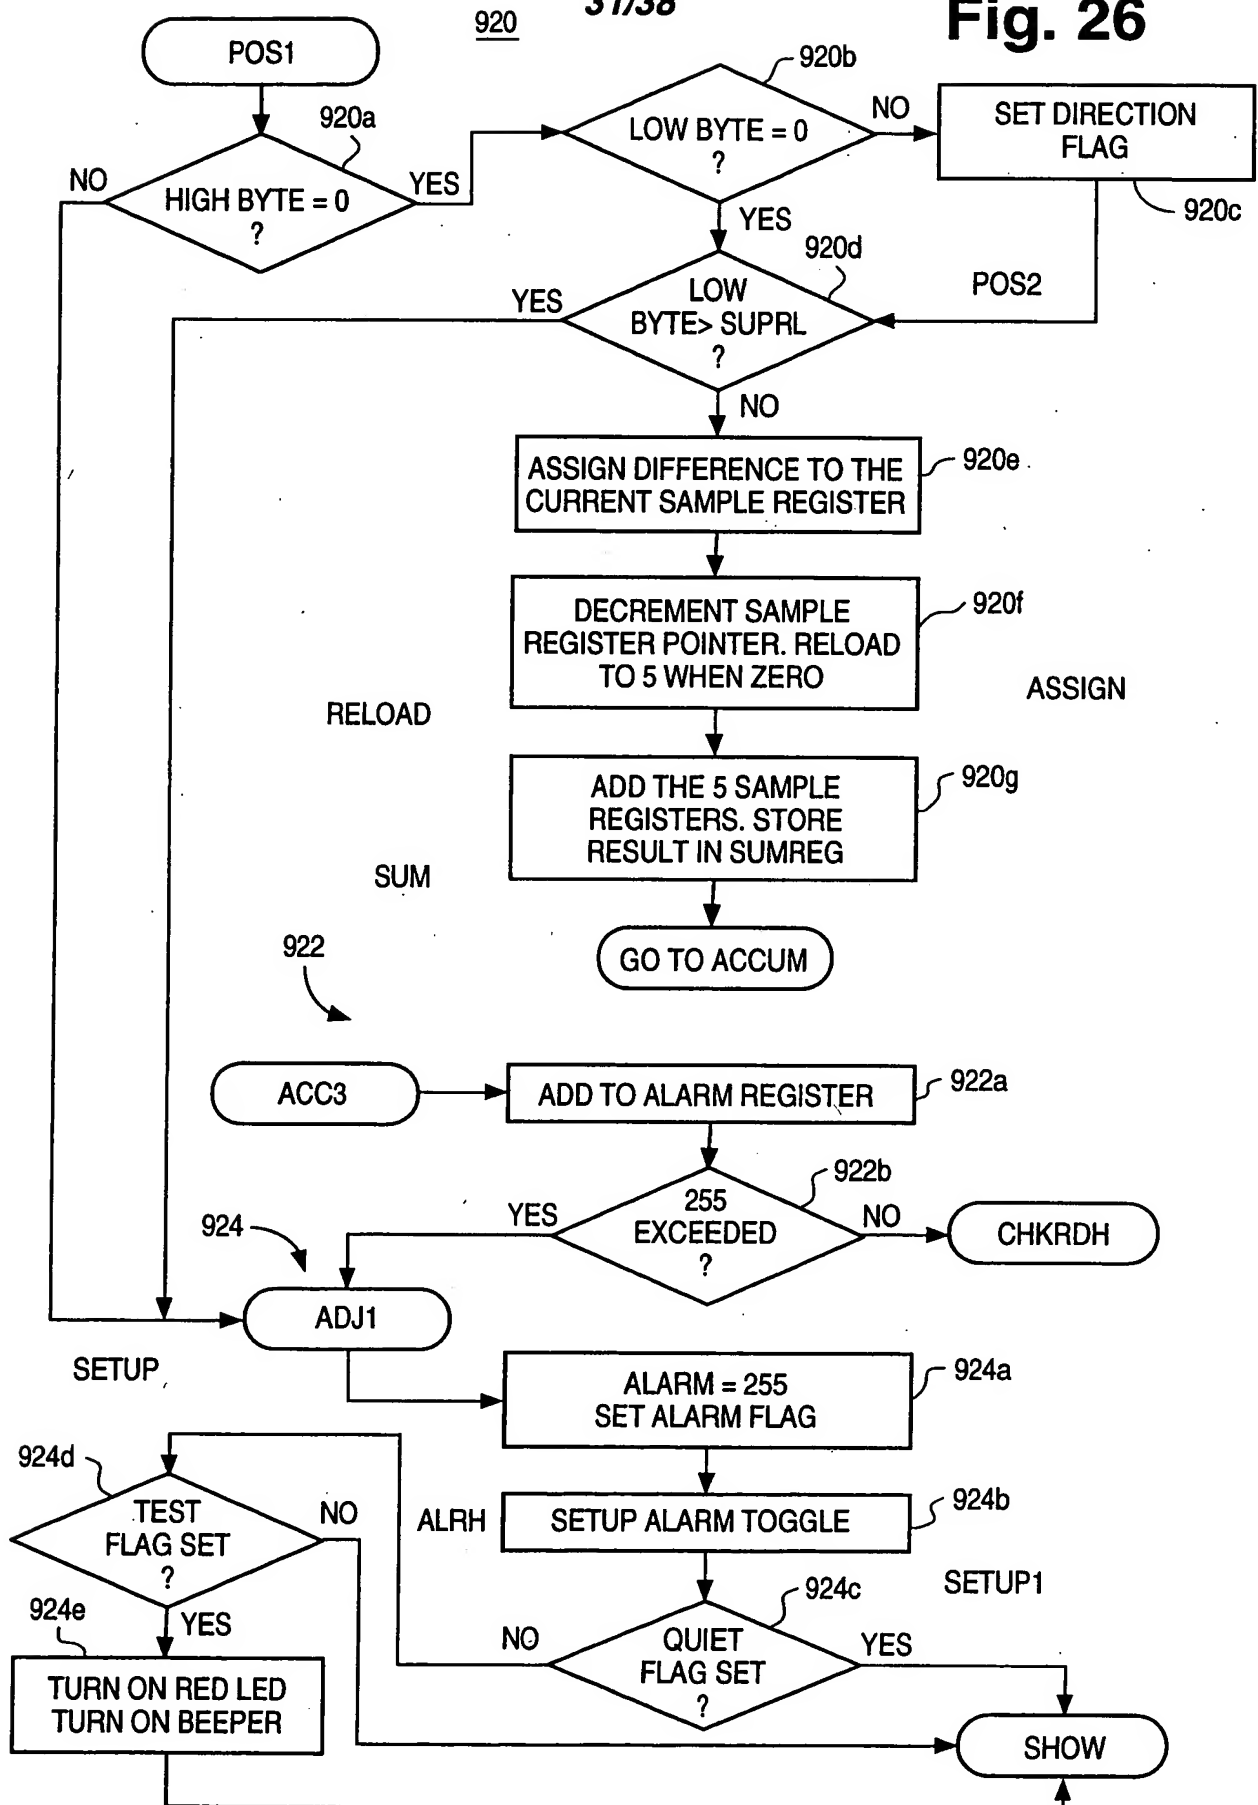 31/38
Fig. 26
920
POS1
920a
HIGH BYTE = 0
?
NO
YES
920b
LOW BYTE = 0
?
NO
YES
SET DIRECTION
FLAG
920c
POS2
920d
LOW
BYTE> SUPRL
?
YES
NO
ASSIGN DIFFERENCE TO THE
CURRENT SAMPLE REGISTER
920e
DECREMENT SAMPLE
REGISTER POINTER. RELOAD
TO 5 WHEN ZERO
920f
ASSIGN
RELOAD
ADD THE 5 SAMPLE
REGISTERS. STORE
RESULT IN SUMREG
920g
SUM
GO TO ACCUM
922
ACC3
ADD TO ALARM REGISTER
922a
255
EXCEEDED
?
922b
YES
NO
CHKRDH
924
ADJ1
SETUP
ALARM = 255
SET ALARM FLAG
924a
ALRH
SETUP ALARM TOGGLE
924b
SETUP1
QUIET
FLAG SET
?
924c
NO
YES
924d
TEST
FLAG SET
?
NO
YES
924e
TURN ON RED LED
TURN ON BEEPER
SHOW